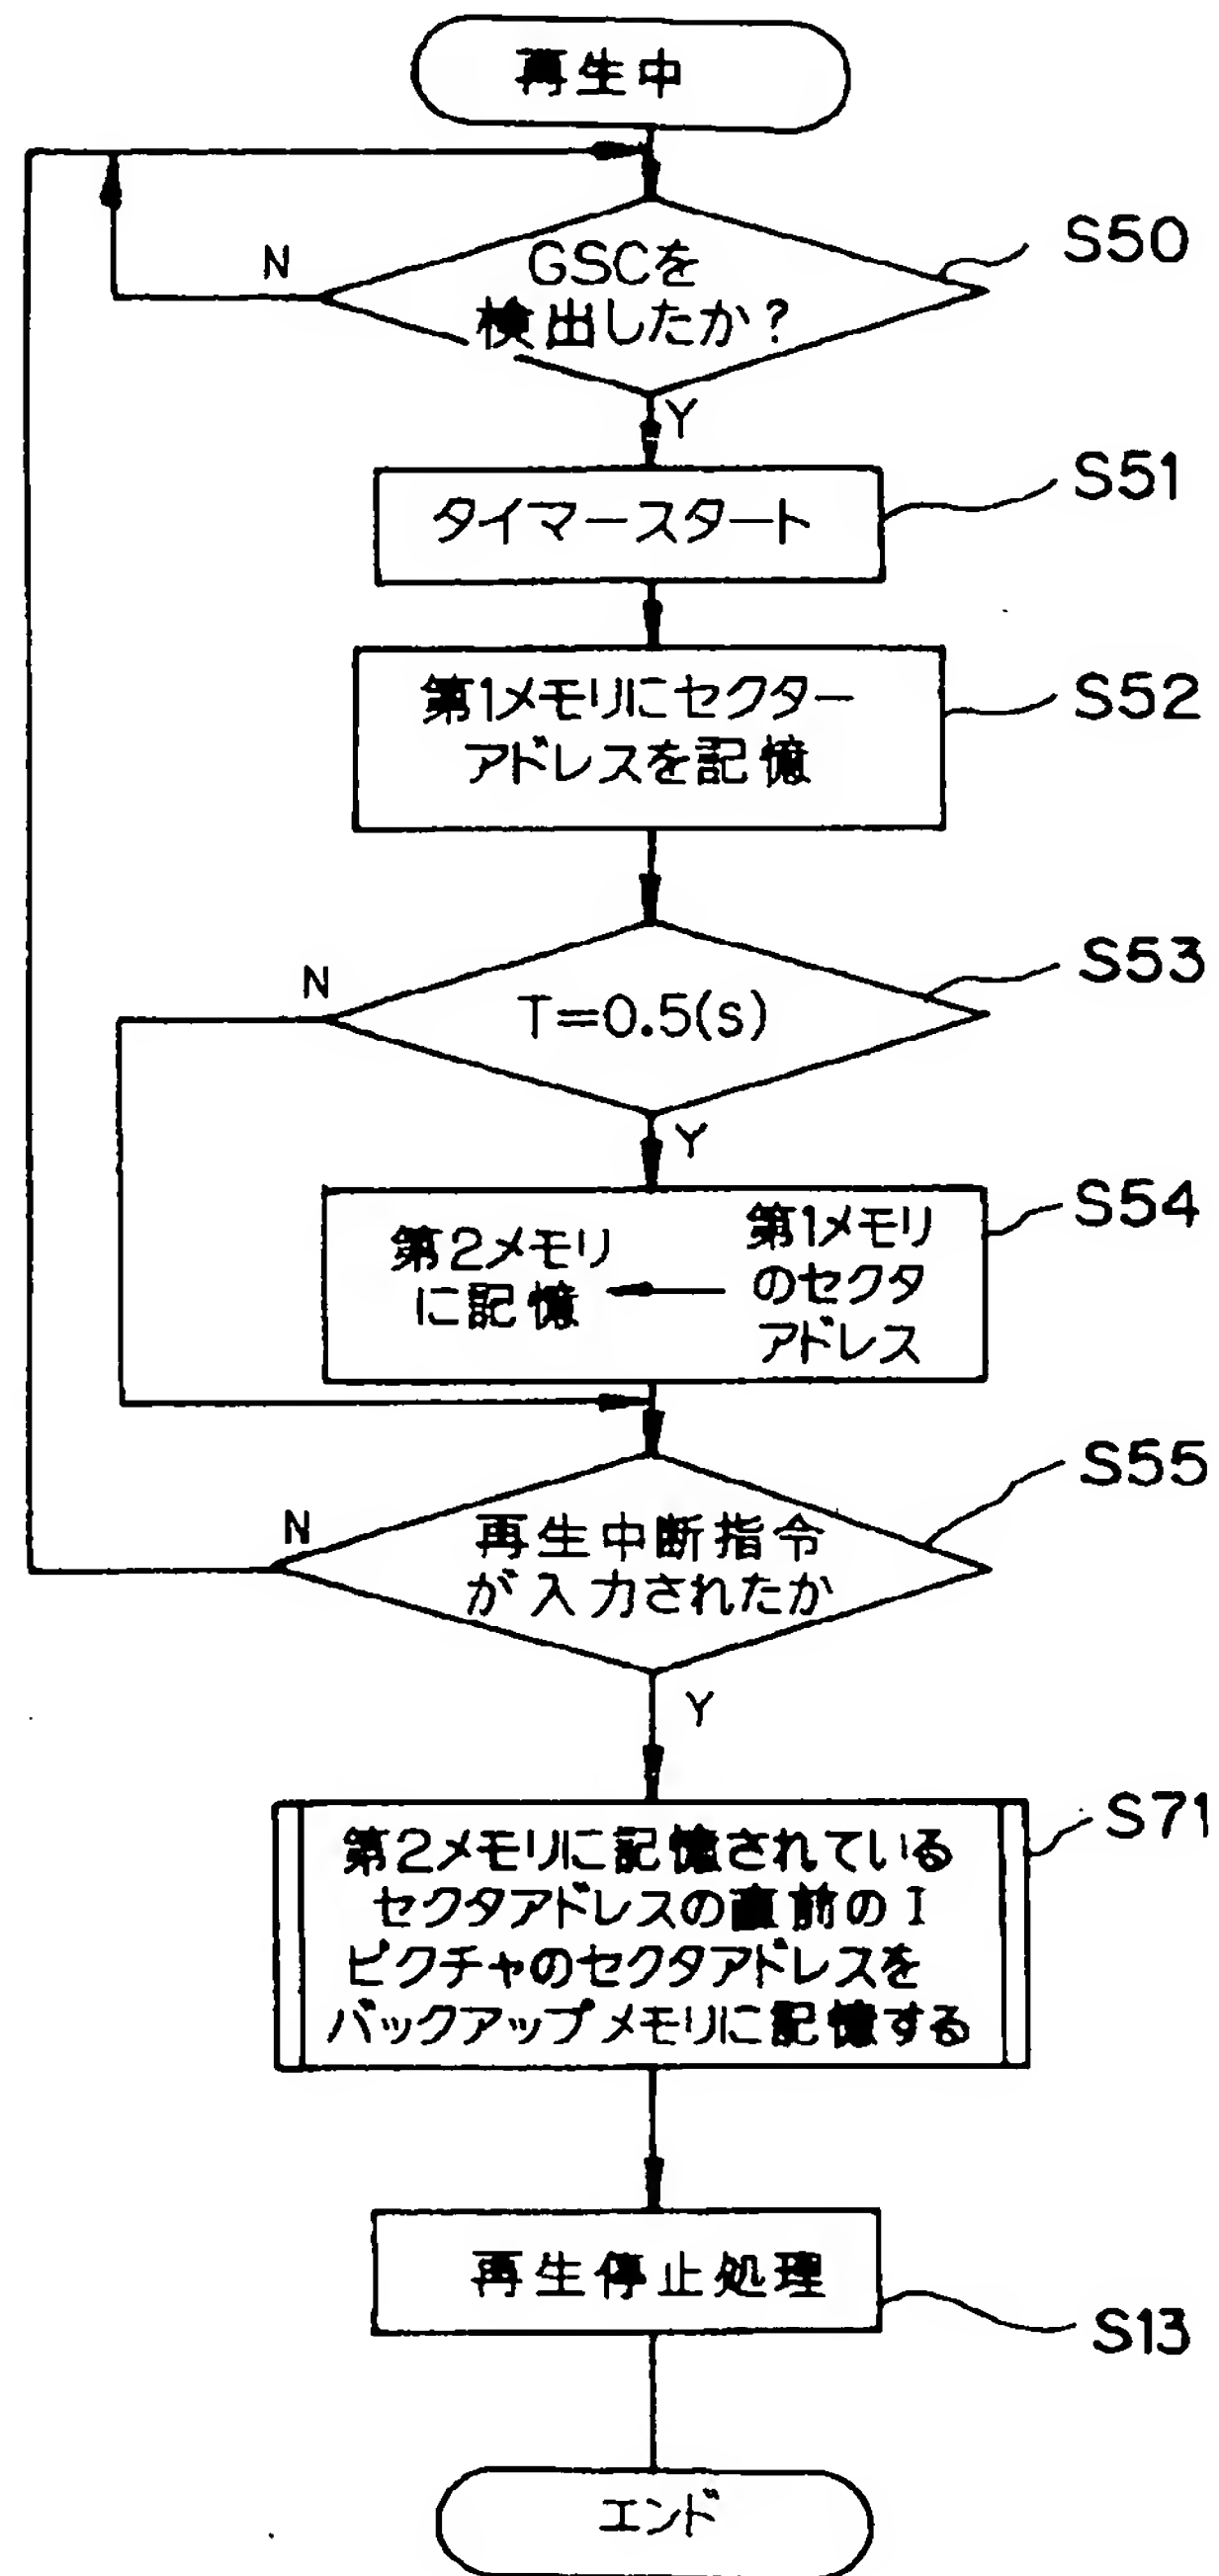 再生中
N
GSCを
検出したか?
S50
Y
タイマースタート
S51
第1メモリにセクター
アドレスを記憶
S52
N
T=0.5(s)
S53
Y
第2メモリ
に記憶
第1メモリ
のセクタ
アドレス
S54
N
再生中断指令
が入力されたか
S55
Y
第2メモリに記憶されている
セクタアドレスの直前のI
ピクチャのセクタアドレスを
バックアップメモリに記憶する
S71
再生停止処理
S13
エンド